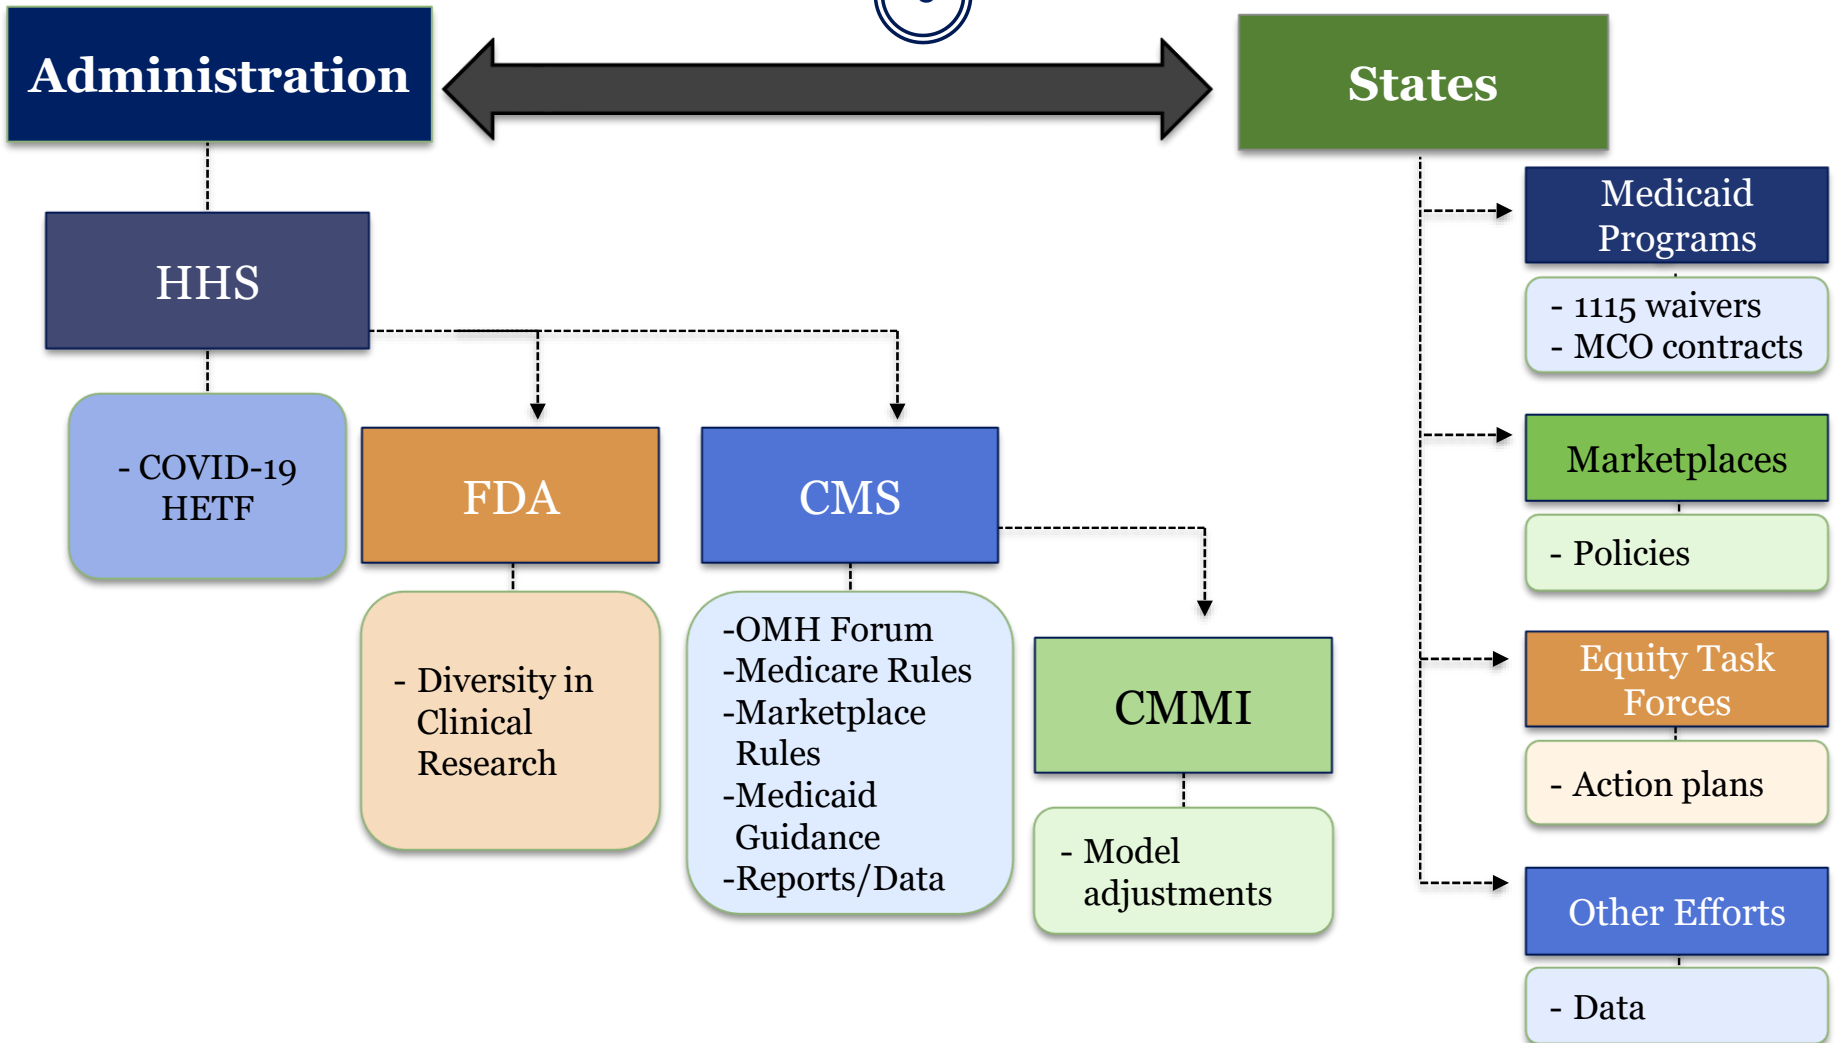 Administration
States
HHS
- COVID-19
HETF
FDA
- Diversity in
Clinical
Research
CMS
-OMH Forum
-Medicare Rules
-Marketplace
Rules
-Medicaid
Guidance
-Reports/Data
CMMI
- Model
adjustments
Medicaid
Programs
- 1115 waivers
- MCO contracts
Marketplaces
- Policies
Equity Task
Forces
- Action plans
Other Efforts
- Data